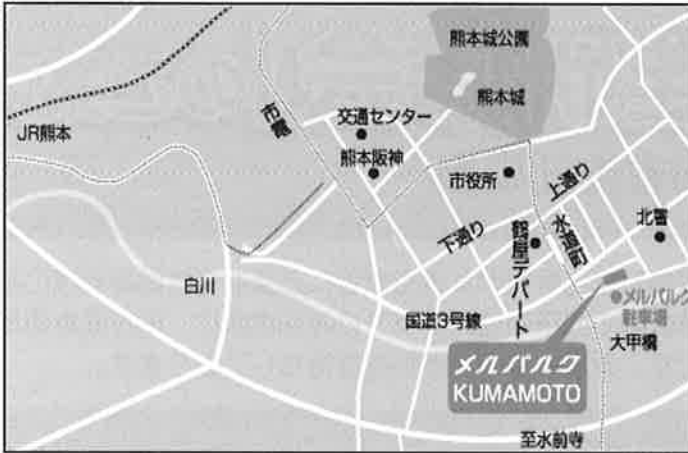 熊本城公園
熊本城
市電
交通センター
JR熊本
熊本阪神
市役所
上通り
下通り
水道町
北署
鶴屋デパート
白川
国道3号線
メルパルク
駐車場
大甲橋
メルパルク
KUMAMOTO
至水前寺